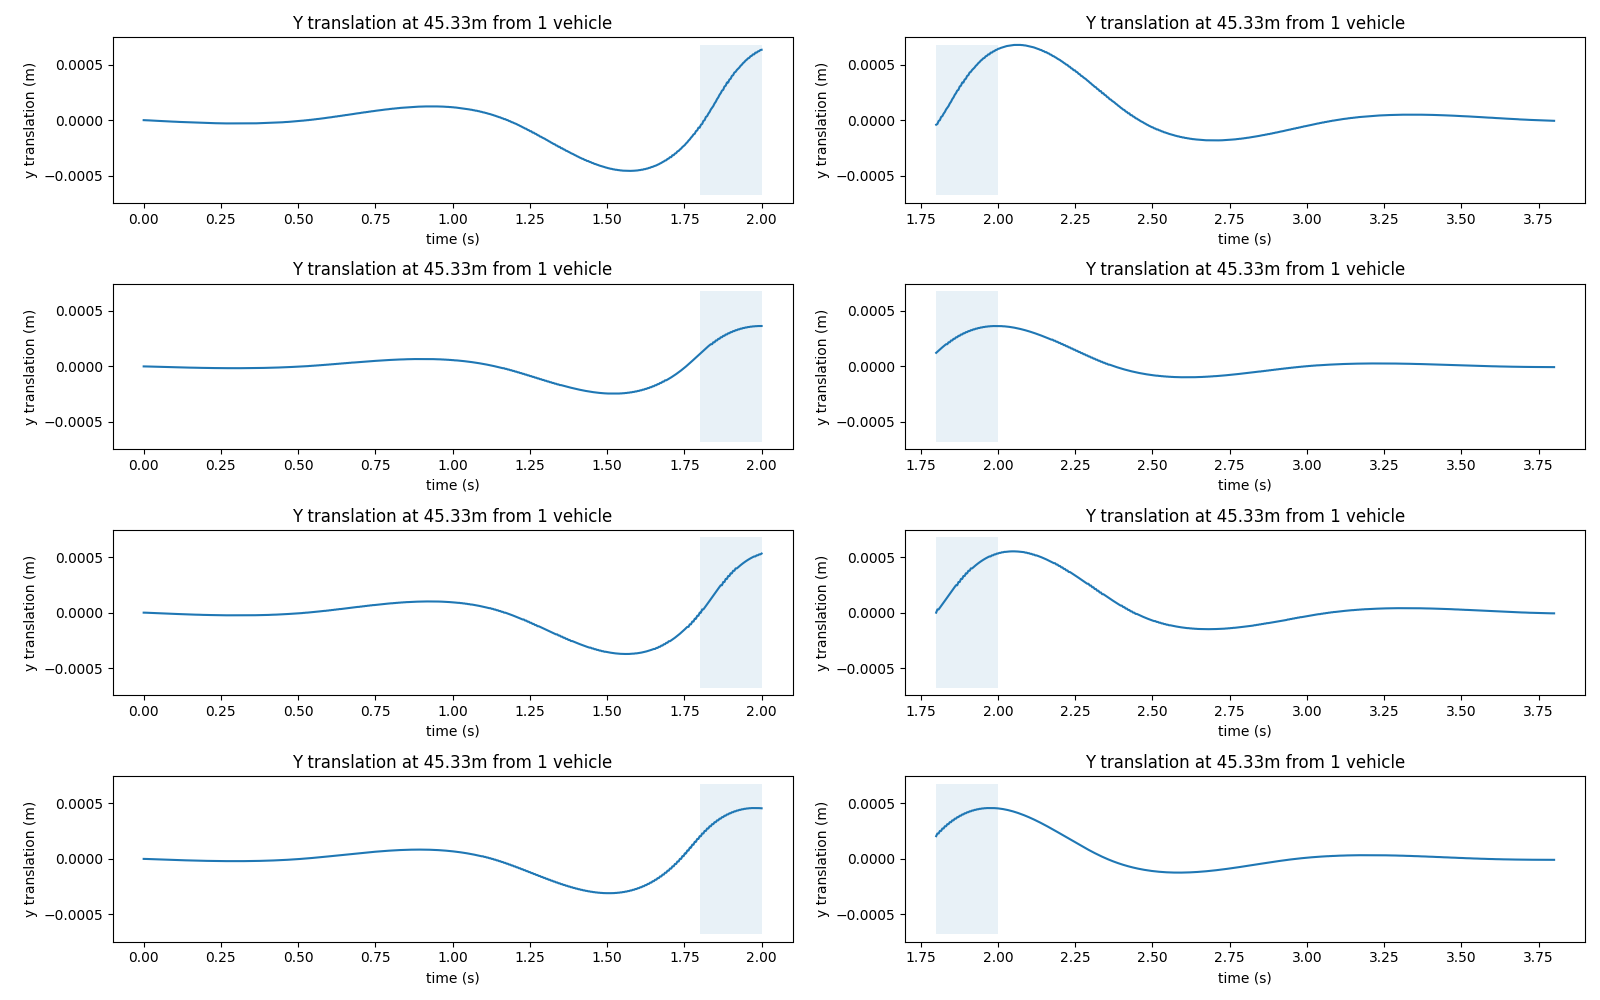 Y translation at 45.33m from 1 vehicle
y translation (m)
0.0005
0.0000
−0.0005
0.00 0.25 0.50 0.75 1.00 1.25 1.50 1.75 2.00
time (s)
Y translation at 45.33m from 1 vehicle
y translation (m)
0.0005
0.0000
−0.0005
1.75 2.00 2.25 2.50 2.75 3.00 3.25 3.50 3.75
time (s)
Y translation at 45.33m from 1 vehicle
y translation (m)
0.0005
0.0000
−0.0005
0.00 0.25 0.50 0.75 1.00 1.25 1.50 1.75 2.00
time (s)
Y translation at 45.33m from 1 vehicle
y translation (m)
0.0005
0.0000
−0.0005
1.75 2.00 2.25 2.50 2.75 3.00 3.25 3.50 3.75
time (s)
Y translation at 45.33m from 1 vehicle
y translation (m)
0.0005
0.0000
−0.0005
0.00 0.25 0.50 0.75 1.00 1.25 1.50 1.75 2.00
time (s)
Y translation at 45.33m from 1 vehicle
y translation (m)
0.0005
0.0000
−0.0005
1.75 2.00 2.25 2.50 2.75 3.00 3.25 3.50 3.75
time (s)
Y translation at 45.33m from 1 vehicle
y translation (m)
0.0005
0.0000
−0.0005
0.00 0.25 0.50 0.75 1.00 1.25 1.50 1.75 2.00
time (s)
Y translation at 45.33m from 1 vehicle
y translation (m)
0.0005
0.0000
−0.0005
1.75 2.00 2.25 2.50 2.75 3.00 3.25 3.50 3.75
time (s)